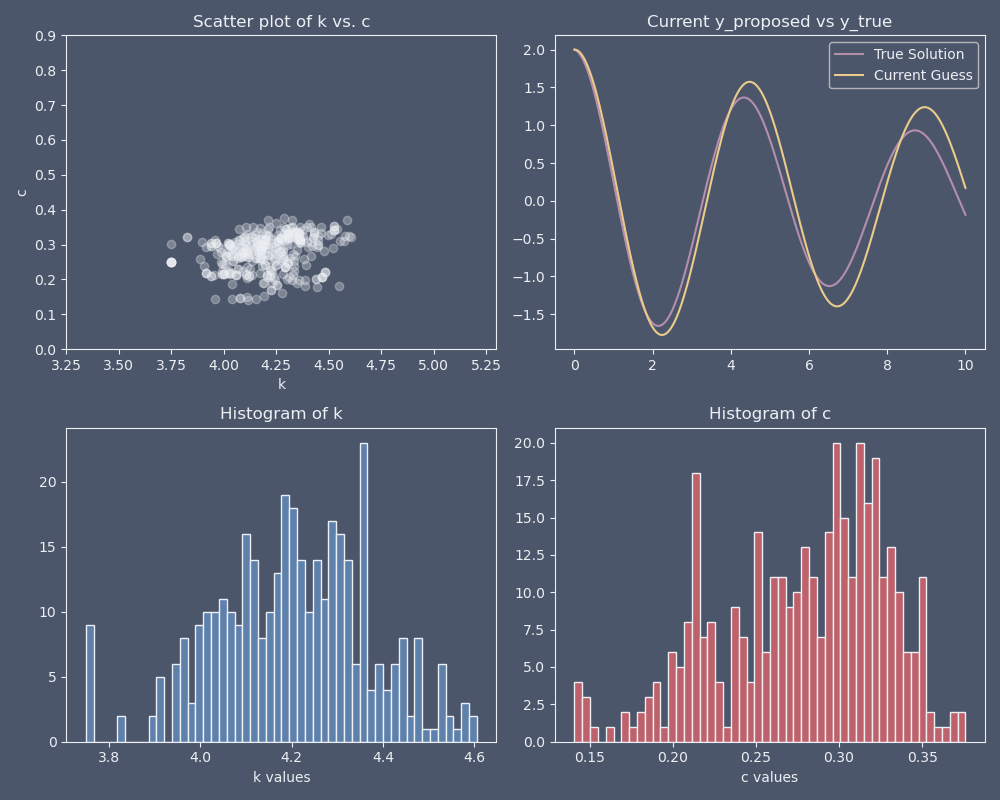 Scatter plot of k vs. c
0.9
0.8
0.7
0.6
0.5
0.4
0.3
0.2
0.1
0.0
c
3.25 3.50 3.75 4.00 4.25 4.50 4.75 5.00 5.25
k
Current y_proposed vs y_true
True Solution
Current Guess
2.0
1.5
1.0
0.5
0.0
−0.5
−1.0
−1.5
0 2 4 6 8 10
Histogram of k
20
15
10
5
0
3.8 4.0 4.2 4.4 4.6
k values
Histogram of c
20.0
17.5
15.0
12.5
10.0
7.5
5.0
2.5
0.0
0.15 0.20 0.25 0.30 0.35
c values